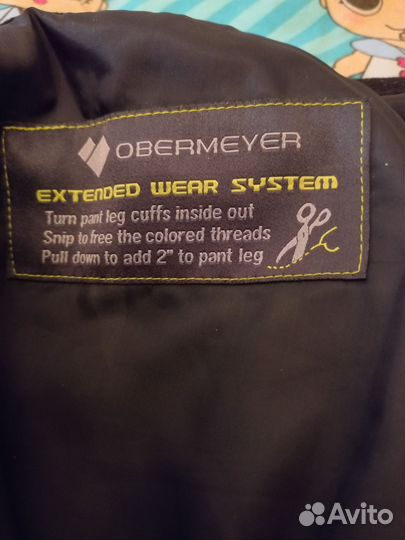 OBERMEYER
EXTENDED WEAR SYSTEM
Turn pant leg cuffs inside out
Snip to free the colored threads
Pull down to add 2" to pant leg
Avito